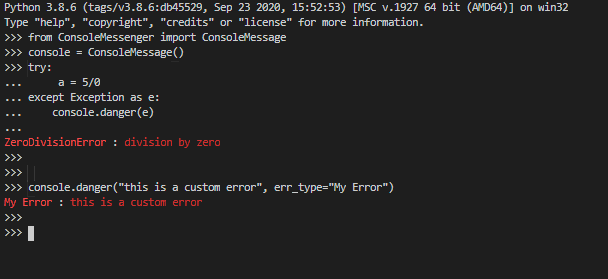 Python 3.8.6 (tags/v3.8.6:db45529, Sep 23 2020, 15:52:53) [MSC v.1927 64 bit (AMD64)] on win32
Type "help", "copyright", "credits" or "license" for more information.
>>> from ConsoleMessenger import ConsoleMessage
>>> console = ConsoleMessage()
>>> try:
...     a = 5/0
... except Exception as e:
...    console.danger(e)
...
ZeroDivisionError : division by zero
>>>
>>>
>>> console.danger("this is a custom error", err_type="My Error")
My Error : this is a custom error
>>>
>>>